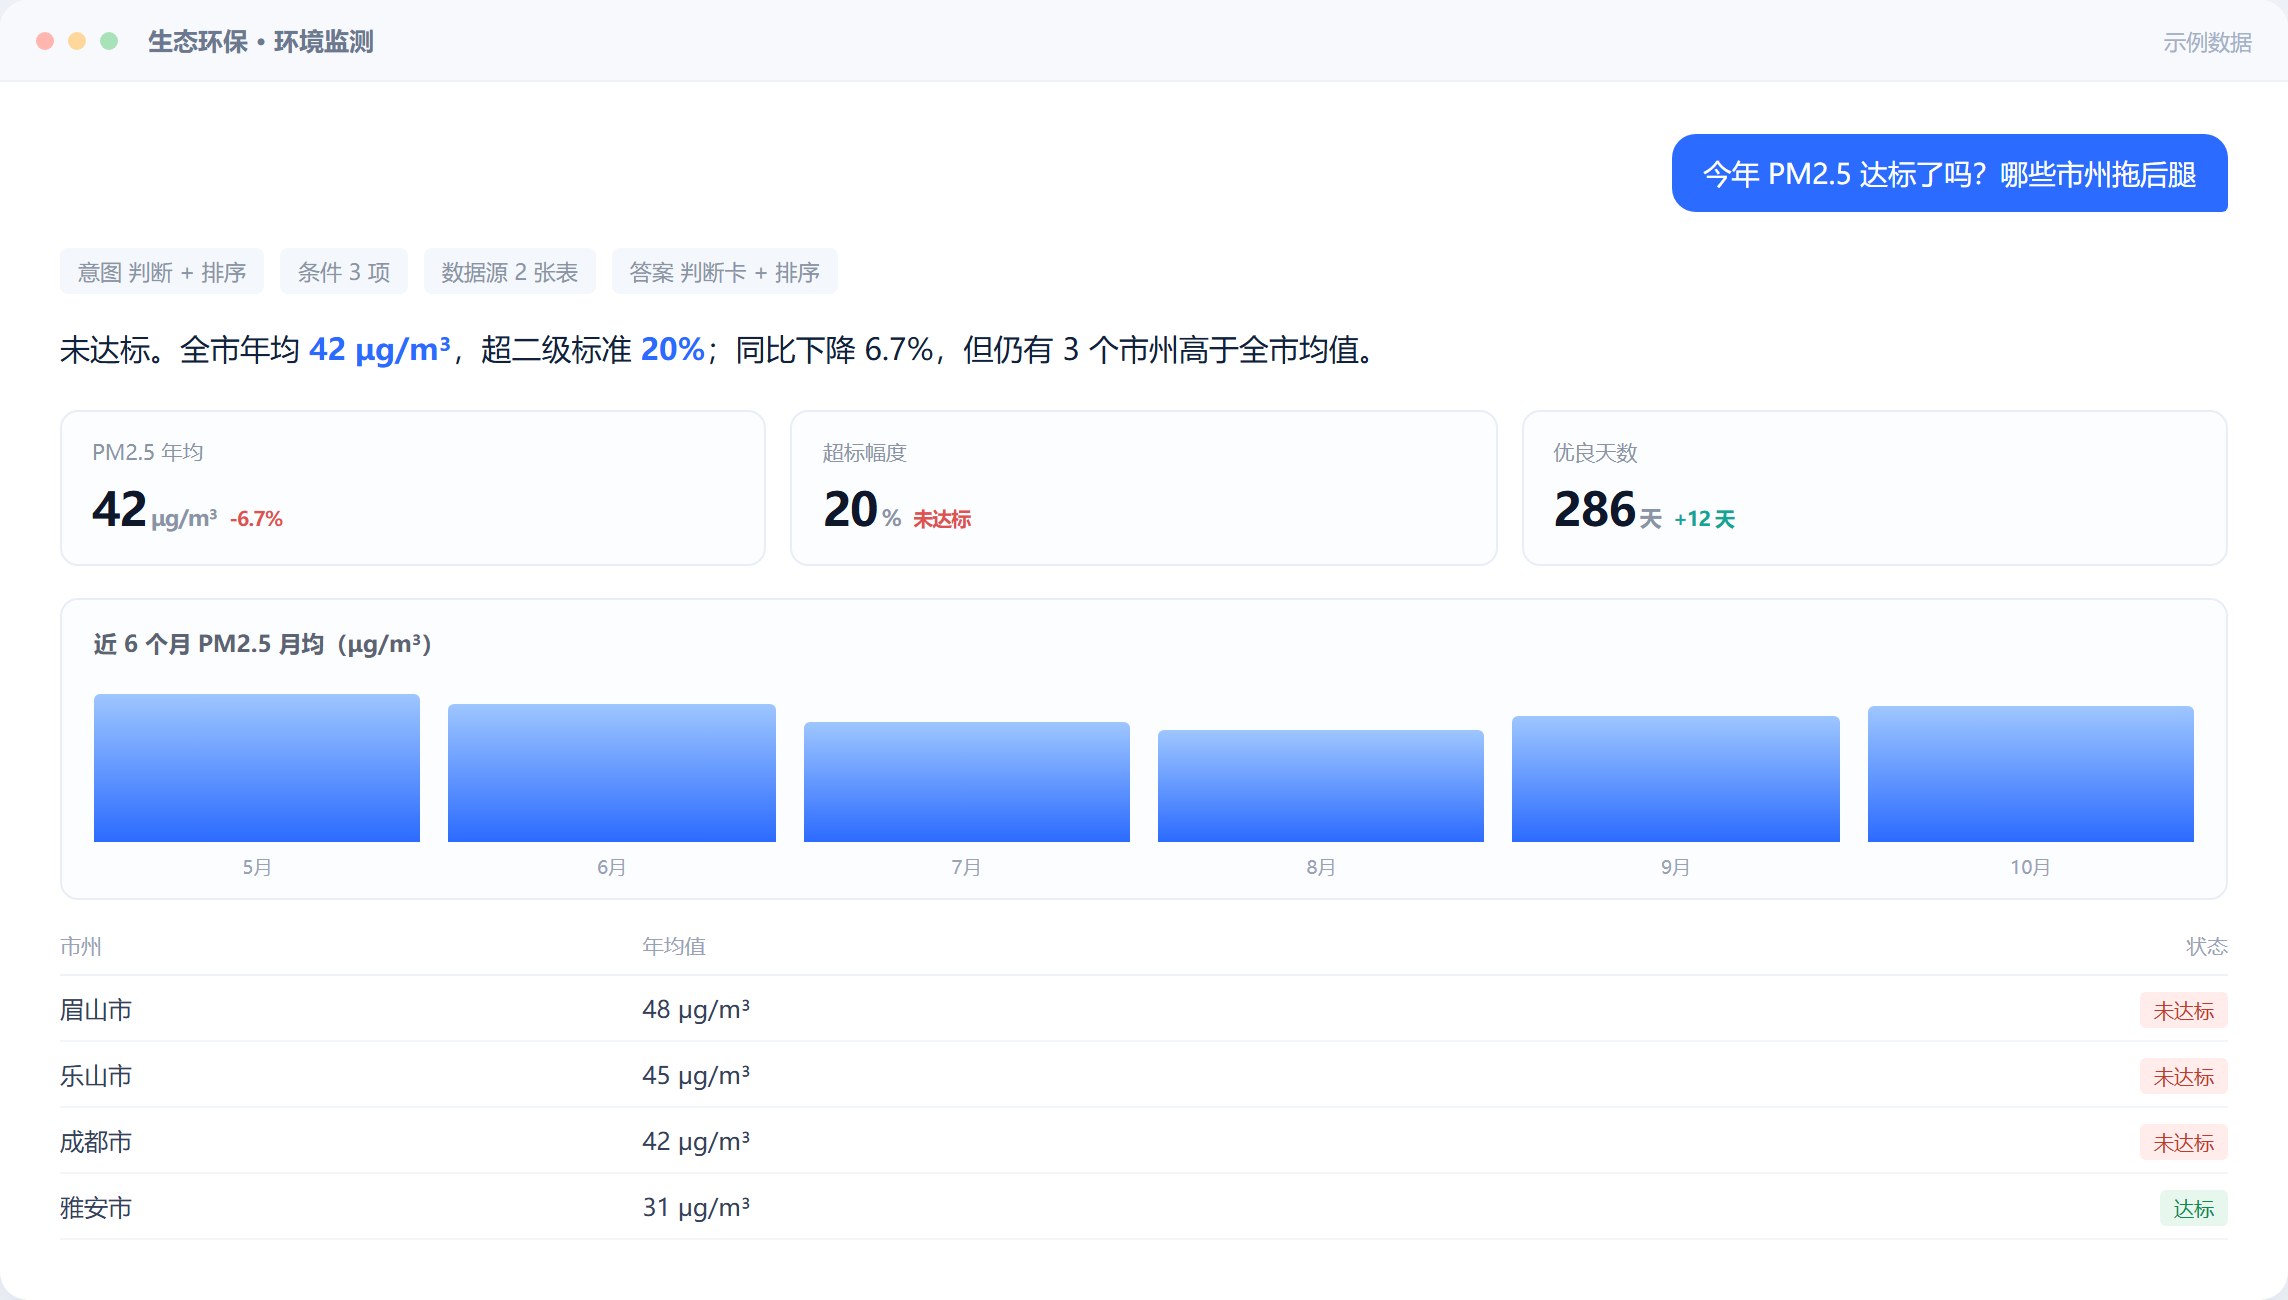 生态环保 · 环境监测
示例数据
今年 PM2.5 达标了吗？哪些市州拖后腿
意图 判断 + 排序
条件 3 项
数据源 2 张表
答案 判断卡 + 排序
未达标。全市年均 42 μg/m³，超二级标准 20%；同比下降 6.7%，但仍有 3 个市州高于全市均值。
PM2.5 年均
42 μg/m³ -6.7%
超标幅度
20 % 未达标
优良天数
286 天 +12 天
近 6 个月 PM2.5 月均（μg/m³）
5月 6月 7月 8月 9月 10月
市州 年均值 状态
眉山市 48 μg/m³ 未达标
乐山市 45 μg/m³ 未达标
成都市 42 μg/m³ 未达标
雅安市 31 μg/m³ 达标